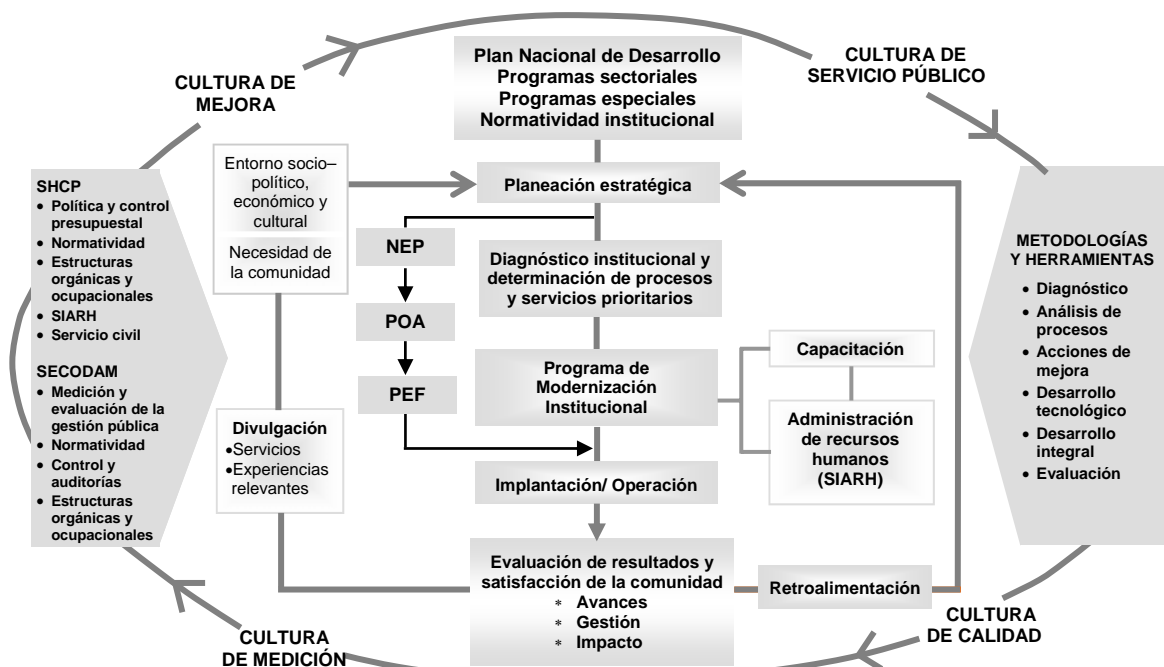 CULTURA DE
MEJORA
Plan Nacional de Desarrollo
Programas sectoriales
Programas especiales
Normatividad institucional
CULTURA DE
SERVICIO PÚBLICO
SHCP
• Política y control
presupuestal
• Normatividad
• Estructuras
orgánicas y
ocupacionales
• SIARH
• Servicio civil
SECODAM
• Medición y
evaluación de la
gestión pública
• Normatividad
• Control y
auditorías
• Estructuras
orgánicas y
ocupacionales
Entorno socio–
político,
económico y
cultural
Necesidad de
la comunidad
Divulgación
•Servicios
•Experiencias
relevantes
Planeación estratégica
NEP
POA
PEF
Diagnóstico institucional y
determinación de procesos
y servicios prioritarios
Programa de
Modernización
Institucional
Capacitación
Administración
de recursos
humanos
(SIARH)
Implantación/ Operación
Evaluación de resultados y
satisfacción de la comunidad
* Avances
* Gestión
* Impacto
Retroalimentación
METODOLOGÍAS
Y HERRAMIENTAS
• Diagnóstico
• Análisis de
procesos
• Acciones de
mejora
• Desarrollo
tecnológico
• Desarrollo
integral
• Evaluación
CULTURA
DE MEDICIÓN
CULTURA
DE CALIDAD